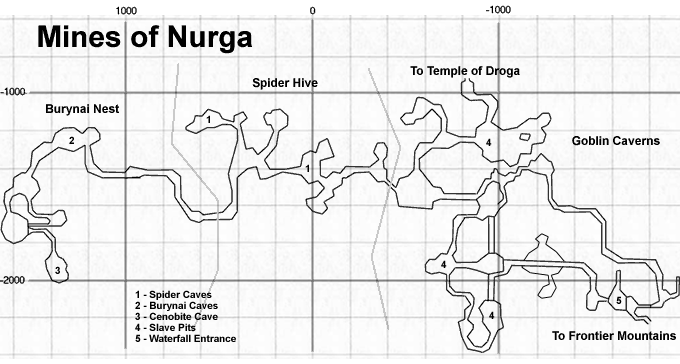 1000
0
-1000
Mines of Nurga
To Temple of Droga
Spider Hive
-1000
Burynai Nest
1
2
4
Goblin Caverns
1
4
3
-2000
5
4
1 - Spider Caves
2 - Burynai Caves
3 - Cenobite Cave
4 - Slave Pits
5 - Waterfall Entrance
To Frontier Mountains